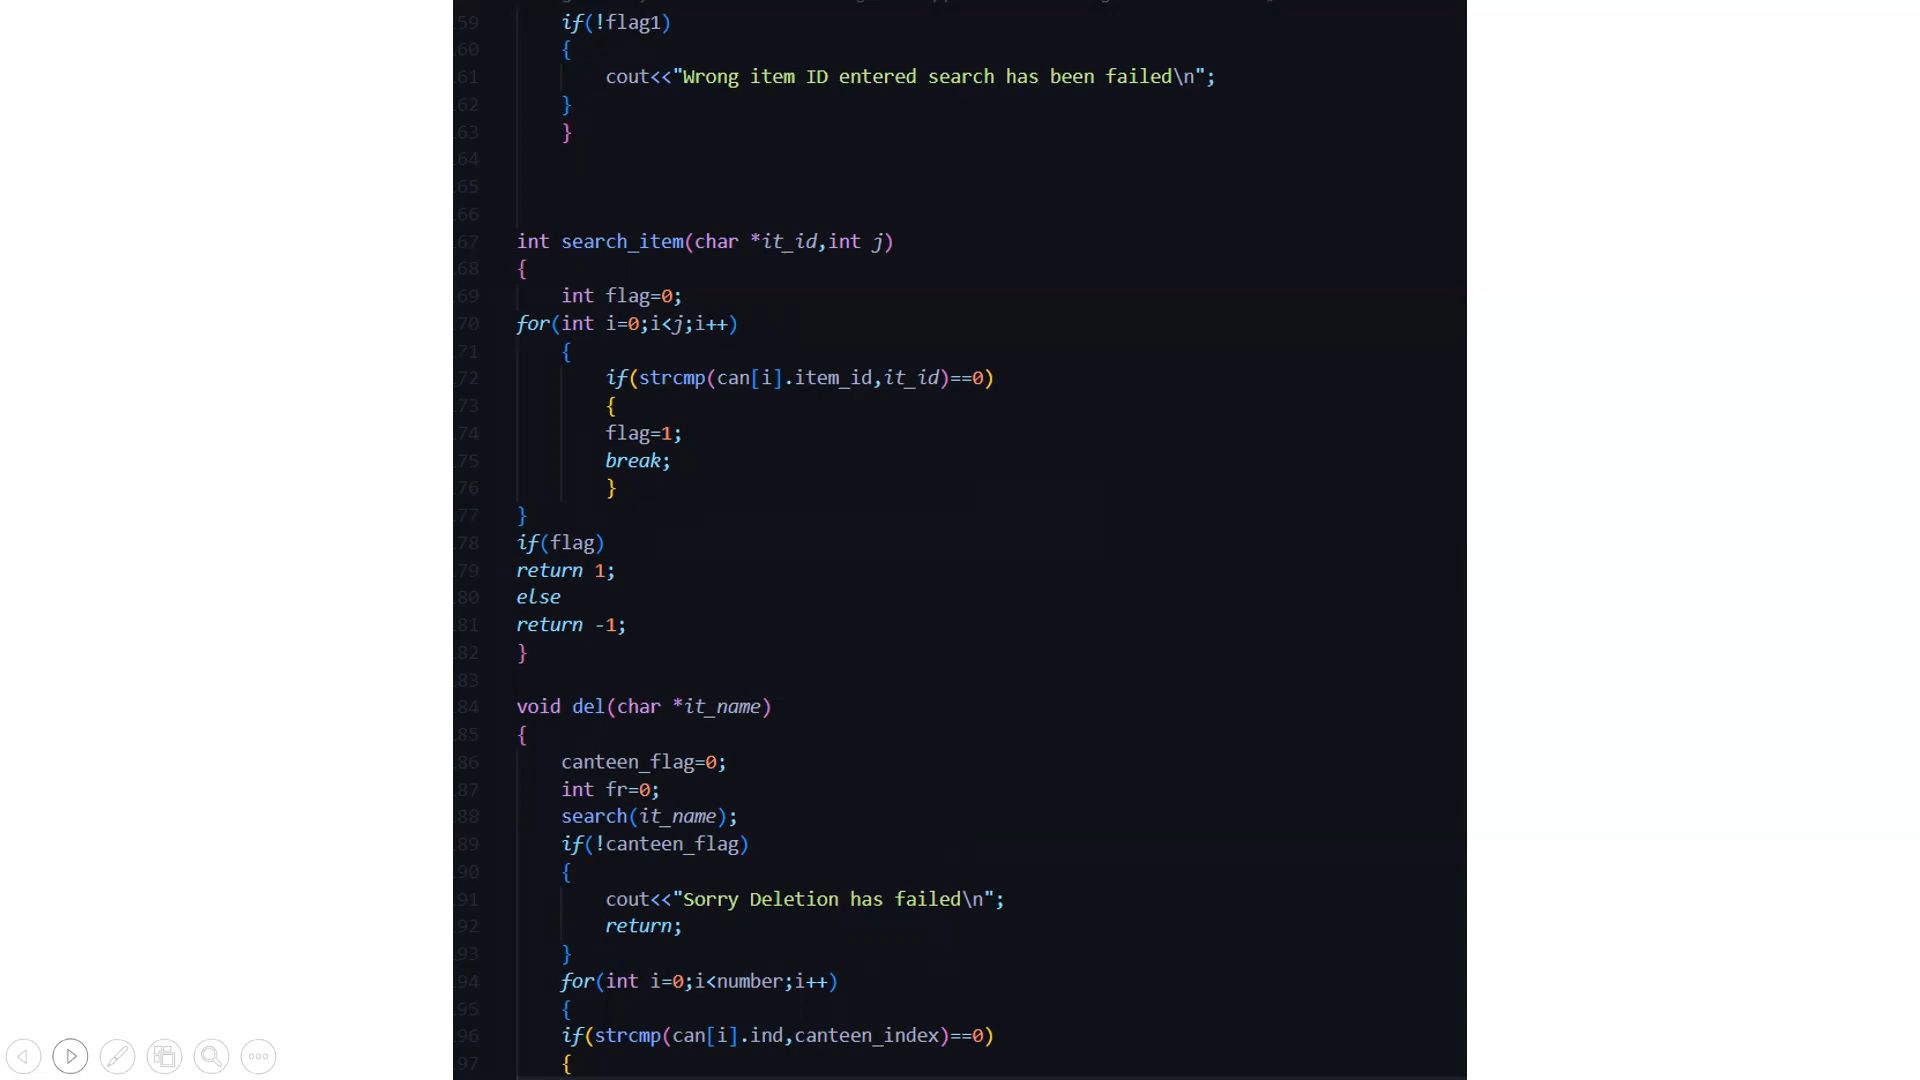 59 if(!flag1)
60 {
61 cout<<"Wrong item ID entered search has been failed\n";
62 }
63 }
64
65
66
67 int search_item(char *it_id,int j)
68 {
69 int flag=0;
70 for(int i=0;i<j;i++)
71 {
72 if(strcmp(can[i].item_id,it_id)==0)
73 {
74 flag=1;
75 break;
76 }
77 }
78 if(flag)
79 return 1;
80 else
81 return -1;
82 }
83
84 void del(char *it_name)
85 {
86 canteen_flag=0;
87 int fr=0;
88 search(it_name);
89 if(!canteen_flag)
90 {
91 cout<<"Sorry Deletion has failed\n";
92 return;
93 }
94 for(int i=0;i<number;i++)
95 {
96 if(strcmp(can[i].ind,canteen_index)==0)
97 {